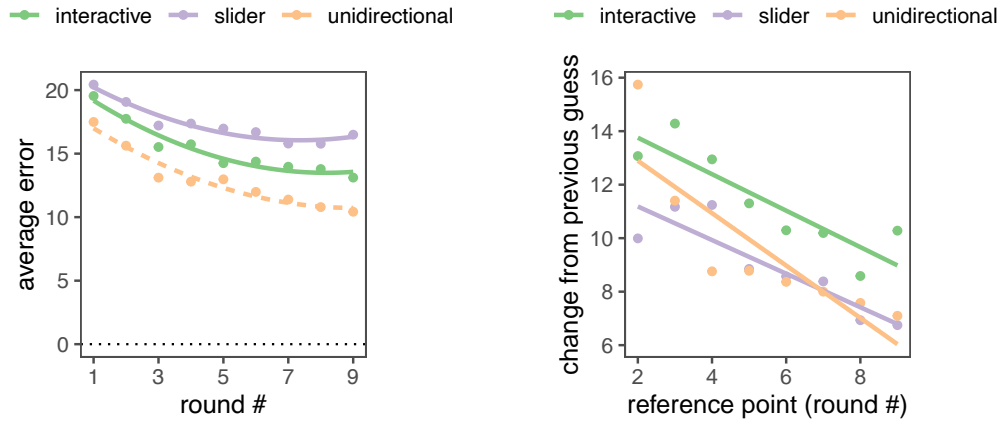 interactive slider unidirectional
average error
20
15
10
5
0
1 3 5 7 9
round #
interactive slider unidirectional
change from previous guess
16
14
12
10
8
6
2 4 6 8
reference point (round #)